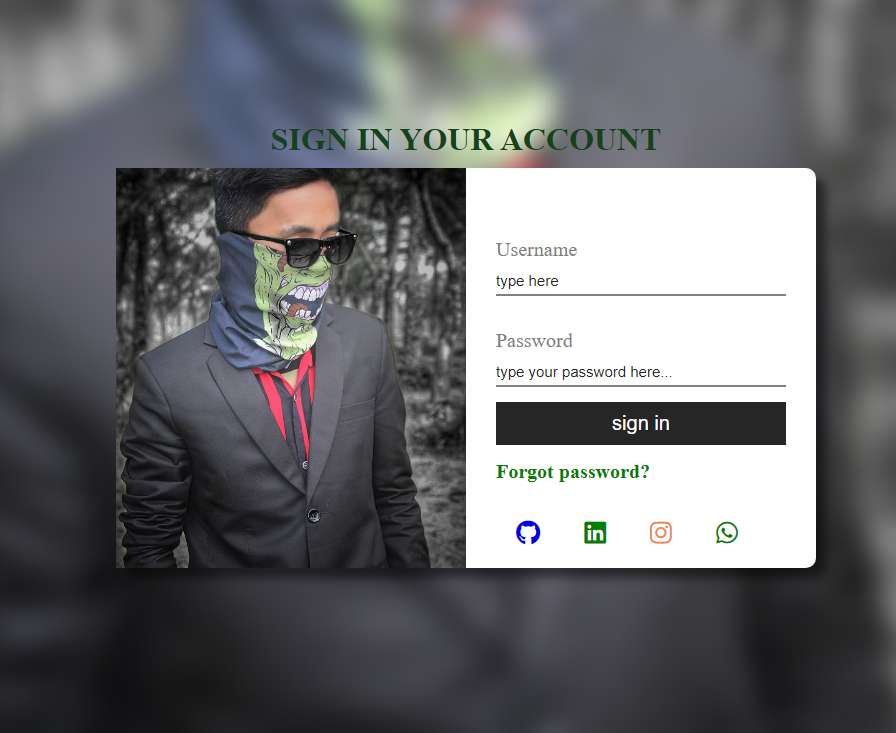 SIGN IN YOUR ACCOUNT
Username
type here
Password
type your password here...
sign in
Forgot password?